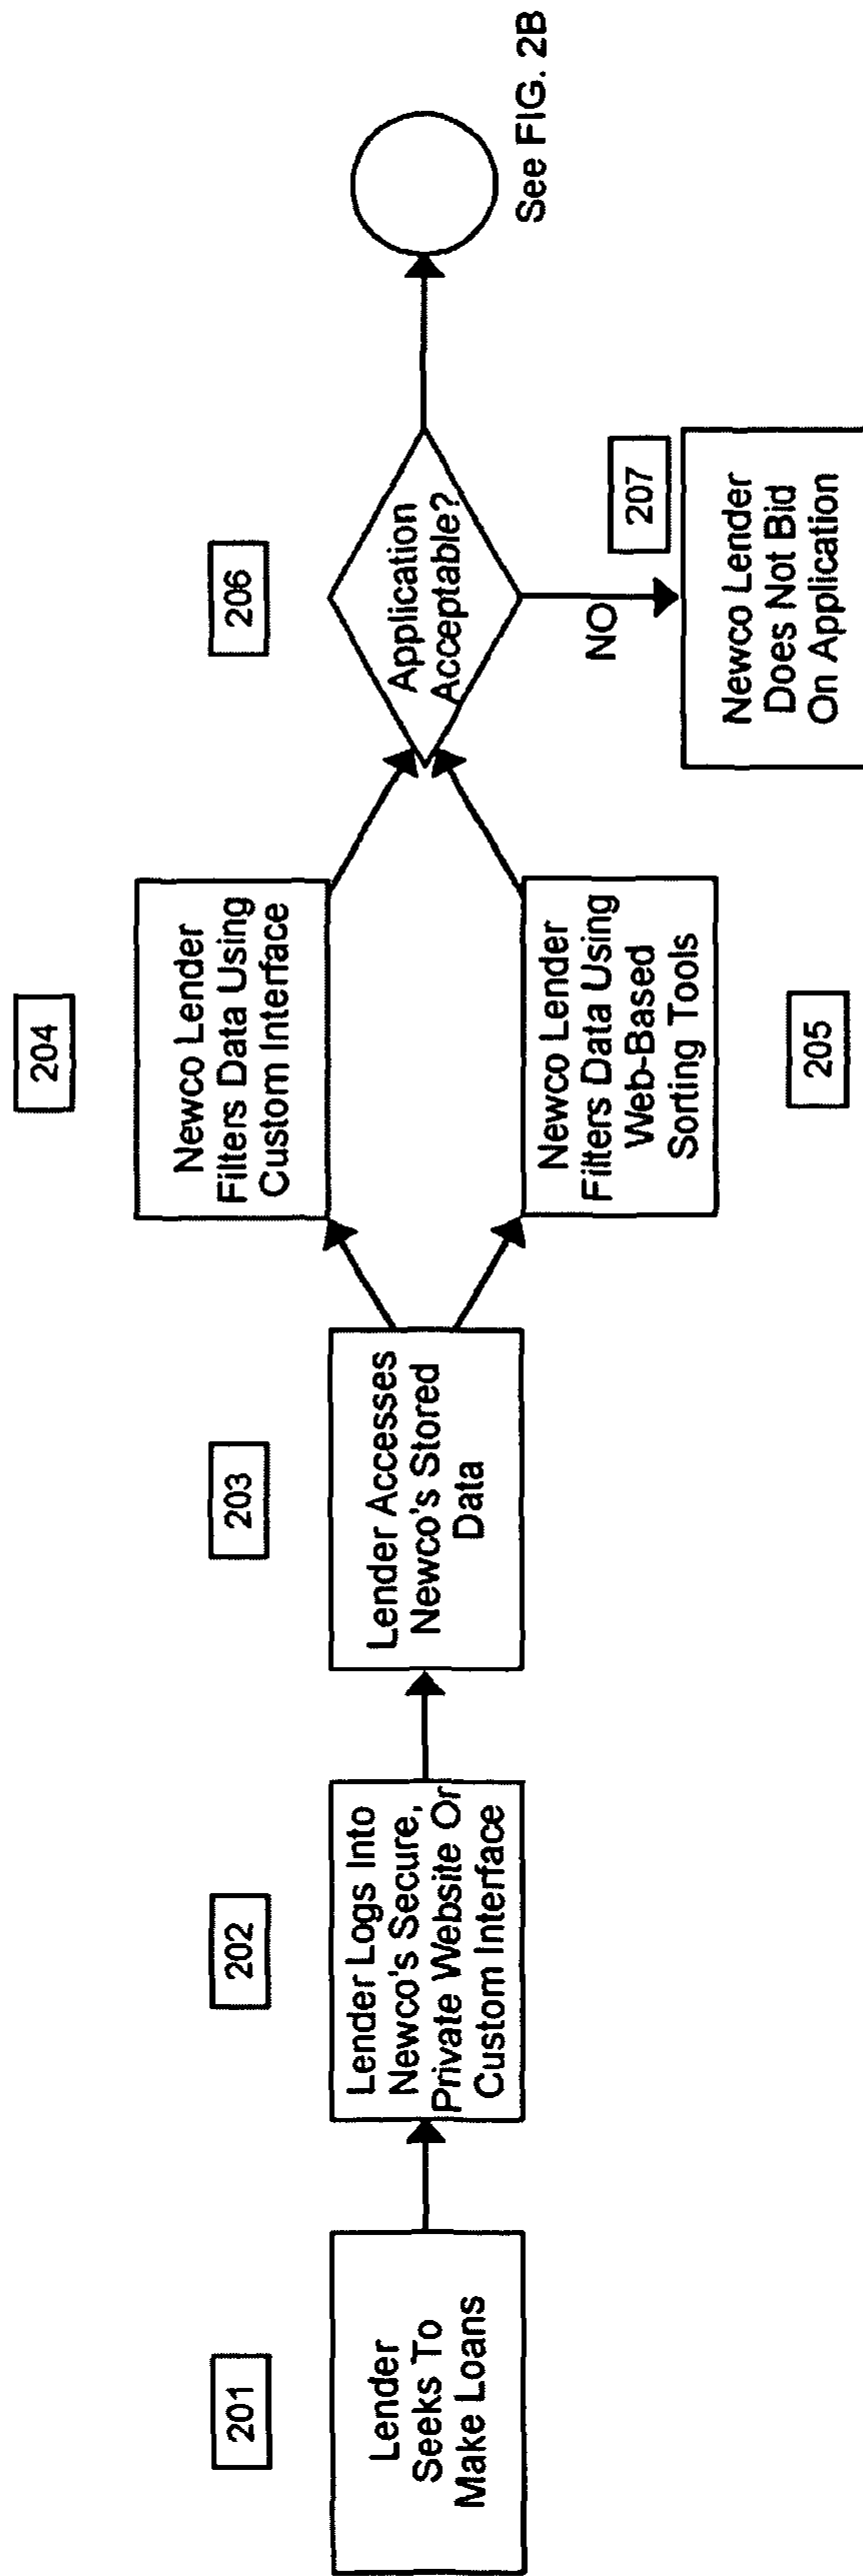 201
Lender
Seeks To
Make Loans
202
Lender Logs Into
Newco's Secure,
Private Website Or
Custom Interface
203
Lender Accesses
Newco's Stored
Data
204
Newco Lender
Filters Data Using
Custom Interface
Newco Lender
Filters Data Using
Web-Based
Sorting Tools
205
206
Application
Acceptable?
NO
207
Newco Lender
Does Not Bid
On Application
See FIG. 2B